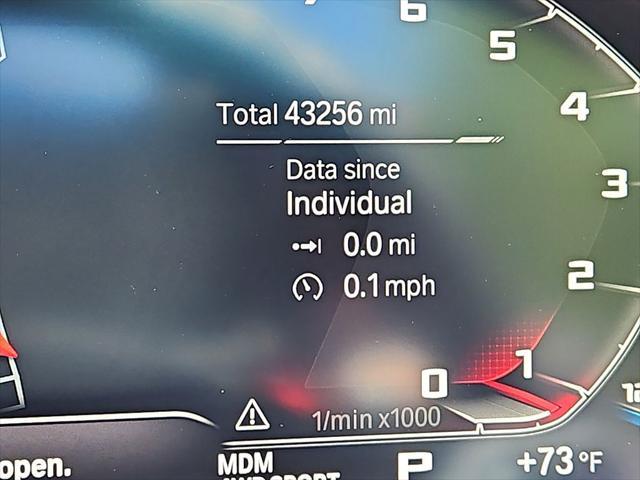 6
5
Total 43256 mi
4
Data since
3
Individual
0.0 mi
2
0.1 mph
1
0
1/min x1000
open.
MDM
P
+73 °F